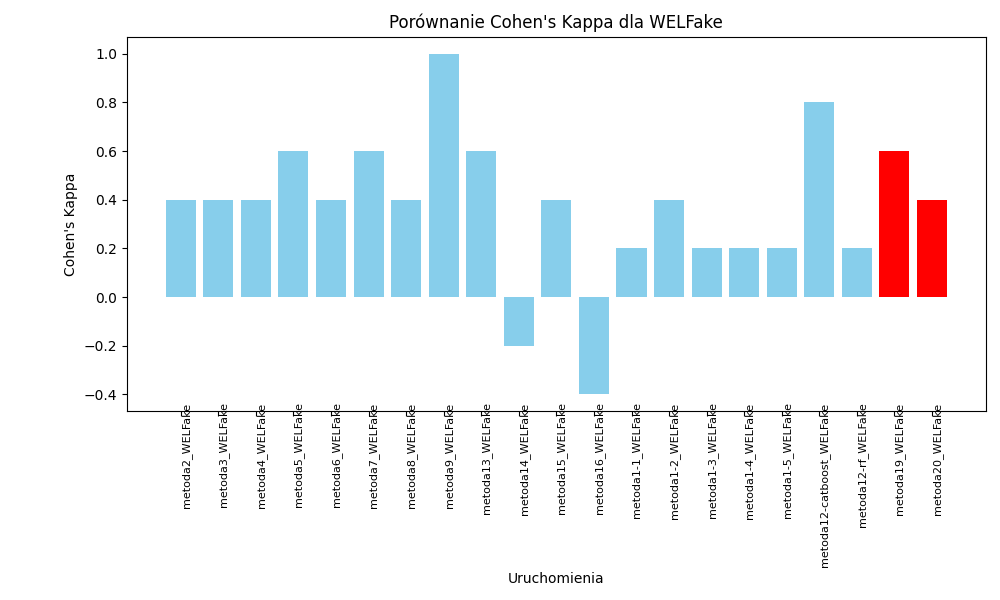 Porównanie Cohen's Kappa dla WELFake
Cohen's Kappa
1.0
0.8
0.6
0.4
0.2
0.0
−0.2
−0.4
metoda2_WELFake
metoda3_WELFake
metoda4_WELFake
metoda5_WELFake
metoda6_WELFake
metoda7_WELFake
metoda8_WELFake
metoda9_WELFake
metoda13_WELFake
metoda14_WELFake
metoda15_WELFake
metoda16_WELFake
metoda1-1_WELFake
metoda1-2_WELFake
metoda1-3_WELFake
metoda1-4_WELFake
metoda1-5_WELFake
metoda12-catboost_WELFake
metoda12-rf_WELFake
metoda19_WELFake
metoda20_WELFake
Uruchomienia